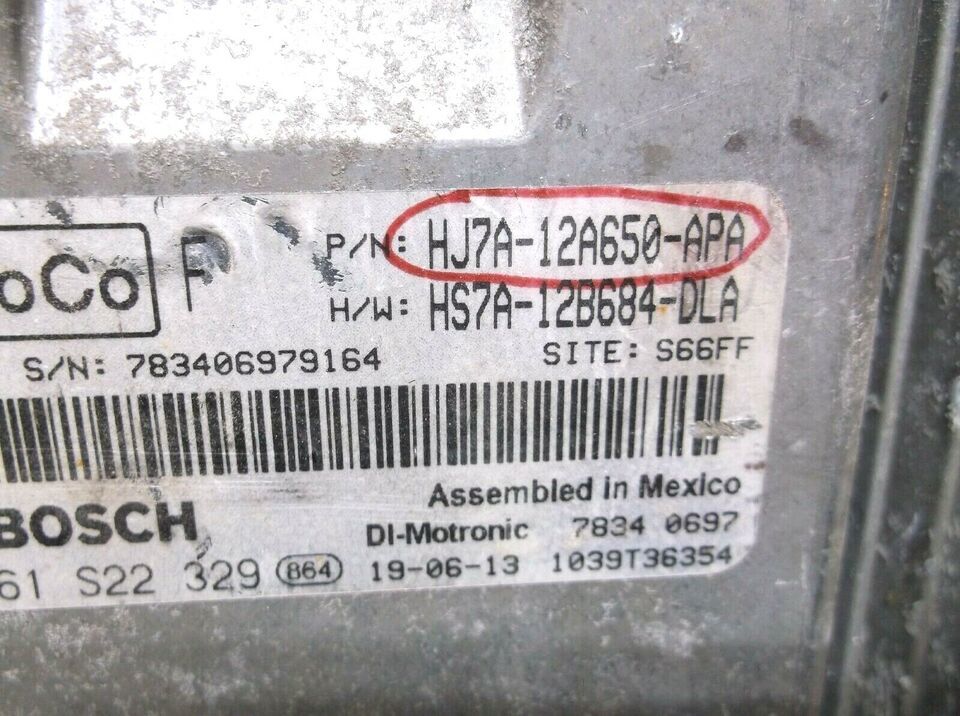 oCo F P/N: HJ7A-12A650-APA
H/W: HS7A-12B684-DLA
S/N: 783406979164 SITE: S66FF
Assembled in Mexico
BOSCH DI-Motronic 7834 0697
61 S22 329 864 19-06-13 1039T36354